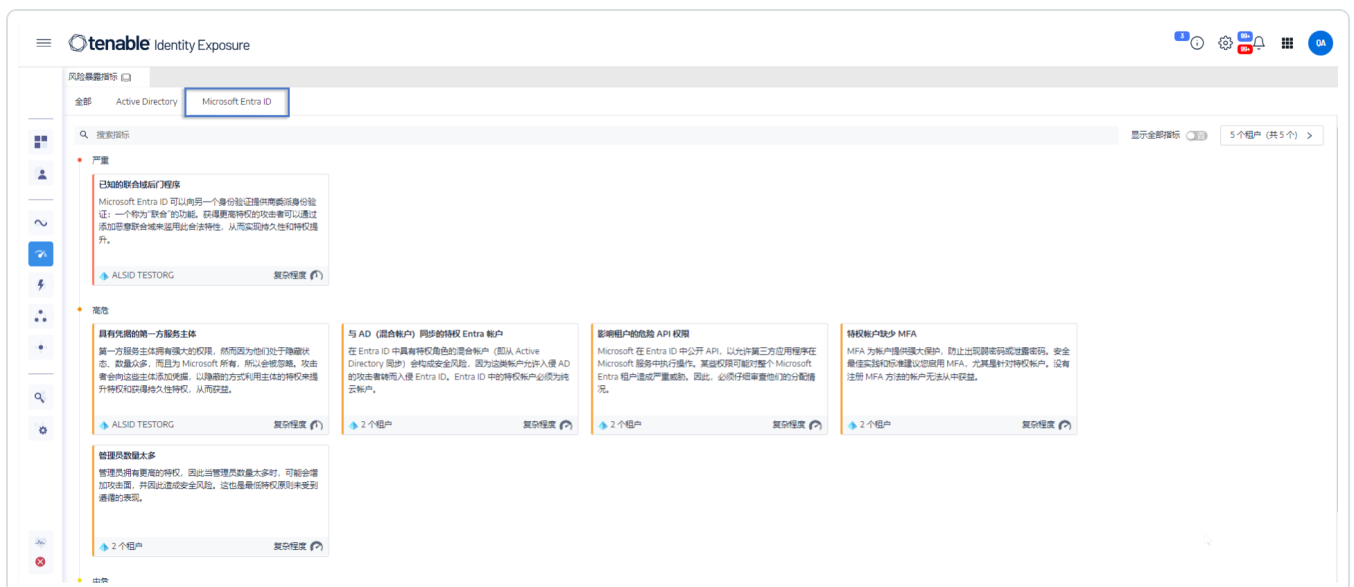 tenable Identity Exposure
3
99+
99+
QA
风险暴露指标
全部 Active Directory Microsoft Entra ID
搜索指标
显示全部指标
5 个租户（共 5 个） >
严重
已知的联合域后门程序
Microsoft Entra ID 可以向另一个身份验证提供商委派身份验
证：一个称为“联合”的功能。获得更高特权的攻击者可以通过
添加恶意联合域来滥用此合法特性，从而实现持久性和特权提
升。
ALSID TESTORG 复杂程度
高危
具有凭据的第一方服务主体
第一方服务主体拥有强大的权限，然而因为他们处于隐藏状
态、数量众多，而且为 Microsoft 所有，所以会被忽略。攻击
者会向这些主体添加凭据，以隐蔽的方式利用主体的特权来提
升特权和获得持久性特权，从而获益。
ALSID TESTORG 复杂程度
与 AD（混合帐户）同步的特权 Entra 帐户
在 Entra ID 中具有特权角色的混合帐户（即从 Active
Directory 同步）会构成安全风险，因为这类帐户允许入侵 AD
的攻击者转而入侵 Entra ID。Entra ID 中的特权帐户必须为纯
云帐户。
2 个租户 复杂程度
影响租户的危险 API 权限
Microsoft 在 Entra ID 中公开 API，以允许第三方应用程序在
Microsoft 服务中执行操作。某些权限可能对整个 Microsoft
Entra 租户造成严重威胁。因此，必须仔细审查他们的分配情
况。
2 个租户 复杂程度
特权帐户缺少 MFA
MFA 为帐户提供强大保护，防止出现弱密码或泄露密码。安全
最佳实践和标准建议您启用 MFA，尤其是针对特权帐户。没有
注册 MFA 方法的帐户无法从中获益。
2 个租户 复杂程度
管理员数量太多
管理员拥有更高的特权，因此当管理员数量太多时，可能会增
加攻击面，并因此造成安全风险。这也是最低特权原则未受到
遵循的表现。
2 个租户 复杂程度
中危